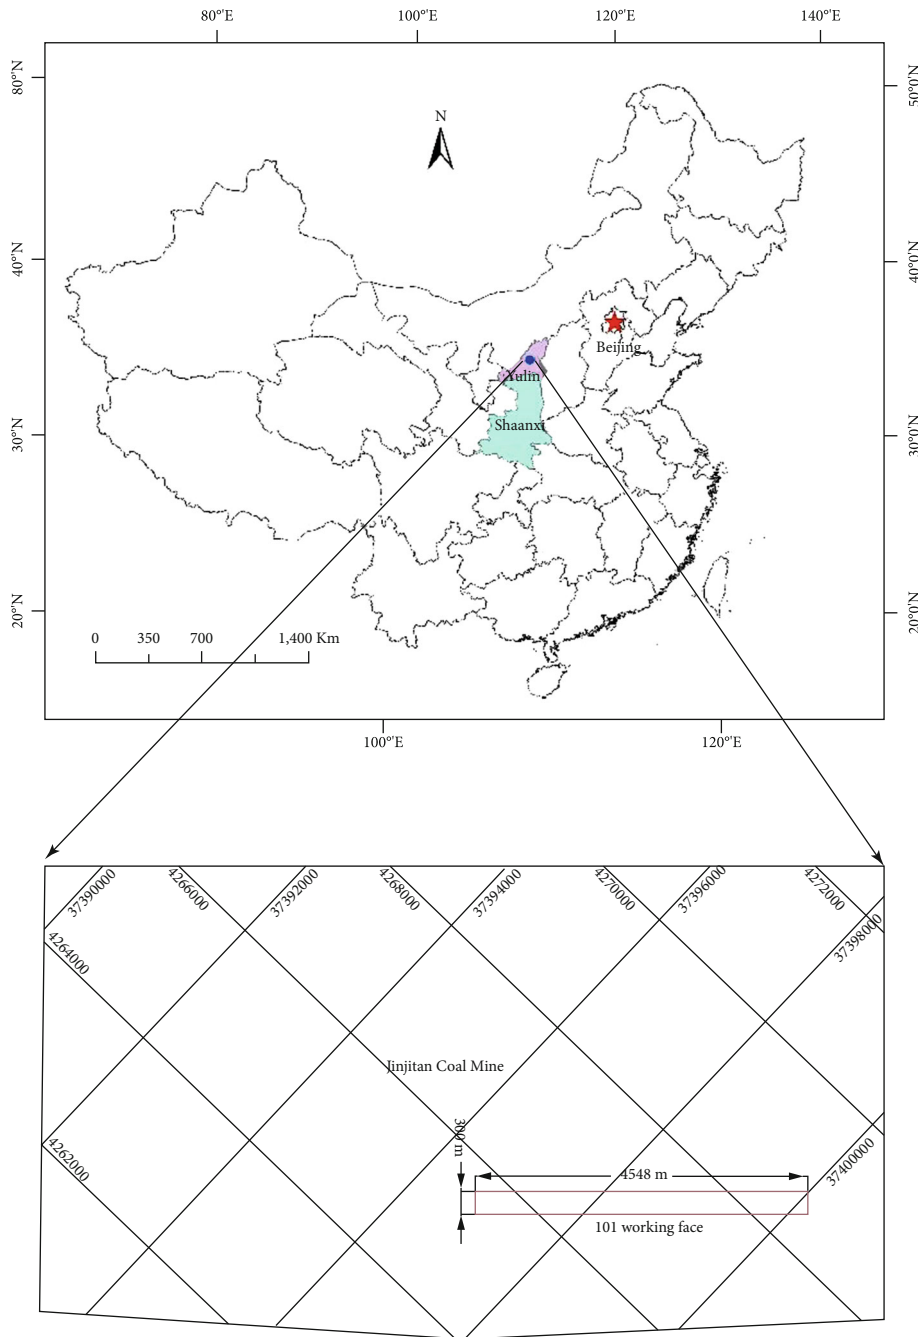 80°'E 100°'E 120°'E 140°'E
80°'N
50°0'N
N
40°'N
40°0'N
Beijing
Xulin
Shaanxi
30°'N
30°0'N
20°'N
20°0'N
0 350 700 1,400 Km
100°'E 120°'E
37390000
4266000
37392000
4268000
37394000
4270000
37396000
4272000
37398000
4264000
Jinjitan Coal Mine
300 m
4262000
4548 m
37400000
101 working face